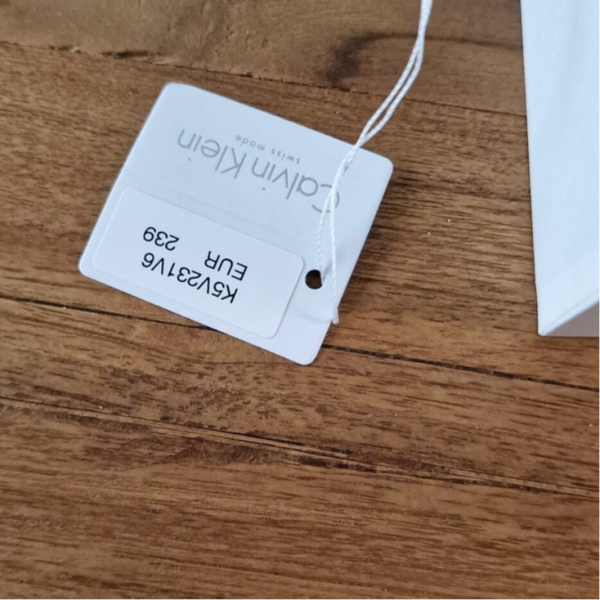 Calvin Klein
swiss made
K5V231V6
EUR 239